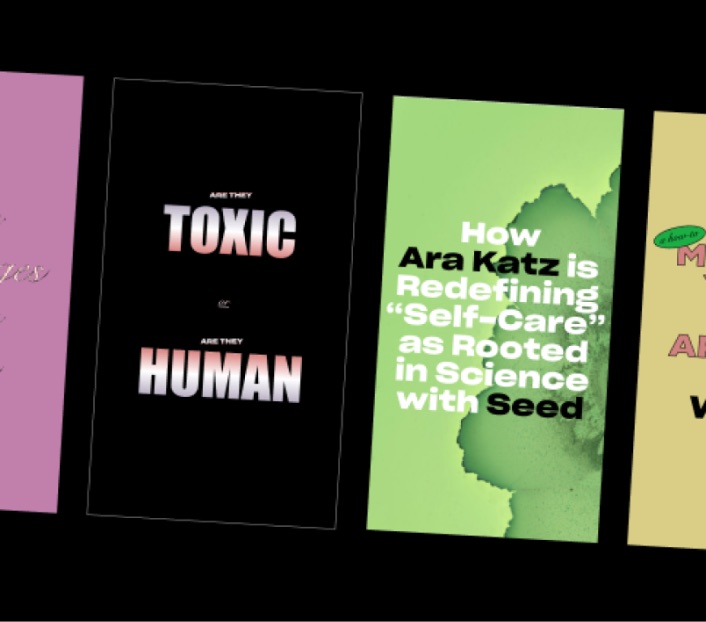 ARE THEY
TOXIC
or
ARE THEY
HUMAN
How
Ara Katz is
Redefining
“Self-Care”
as Rooted
in Science
with Seed
a how-to